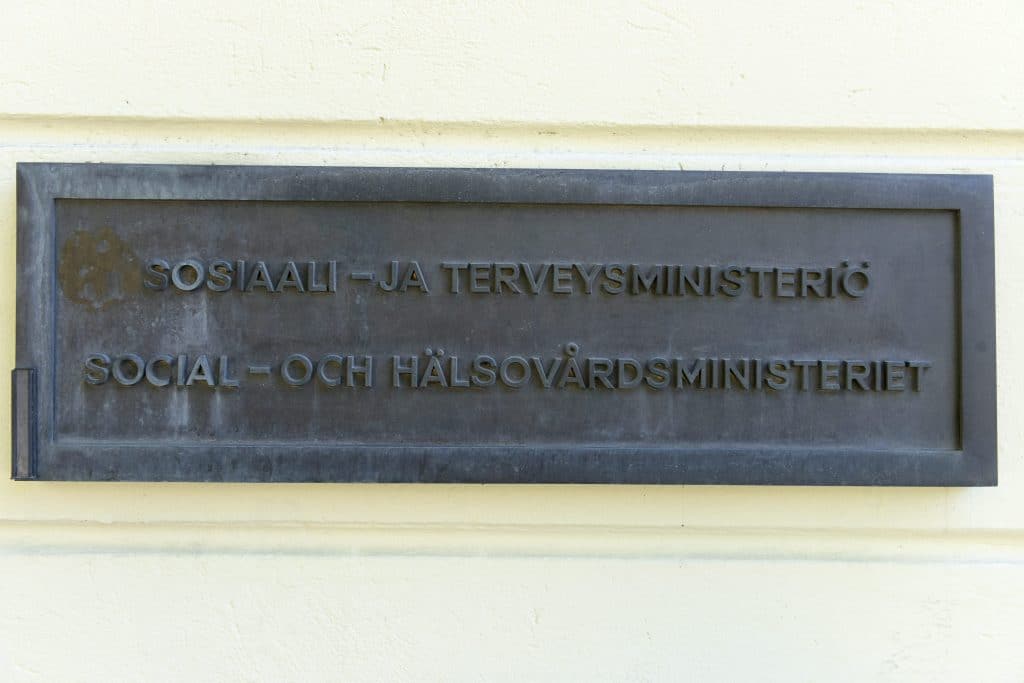 SOSIAALI – JA TERVEYSMINISTERIÖ
SOCIAL – OCH HÄLSOVÅRDSMINISTERIET